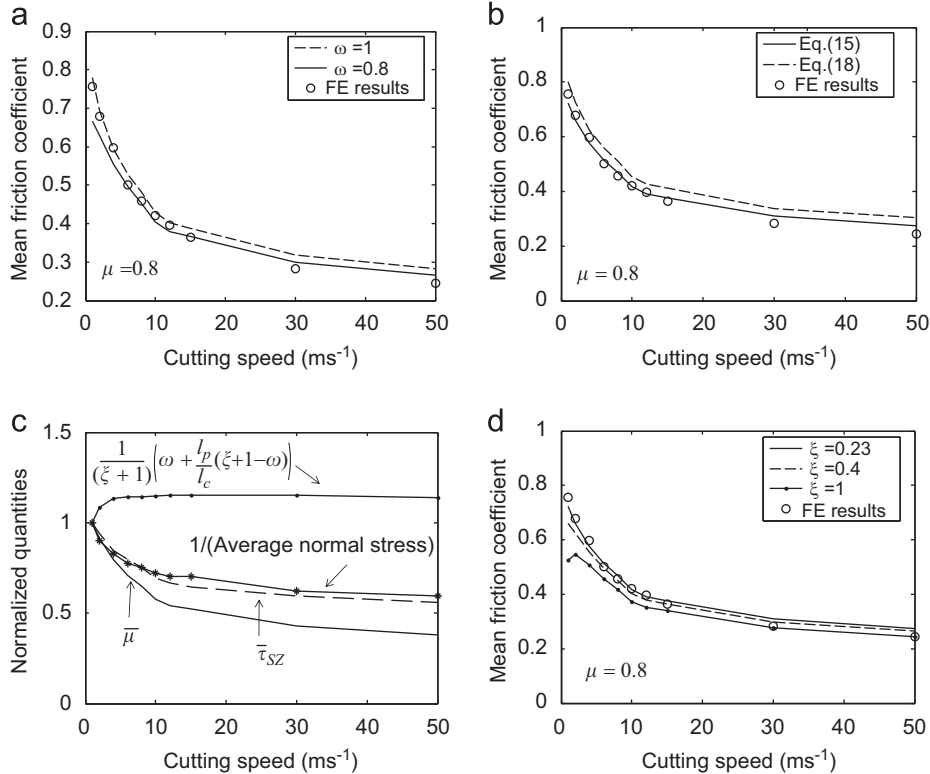 a
Mean friction coefficient
0.9
0.8
0.7
0.6
0.5
0.4
0.3
0.2
ω =1
ω =0.8
FE results
μ =0.8
0 10 20 30 40 50
Cutting speed (ms⁻¹)
b
Mean friction coefficient
1
0.8
0.6
0.4
0.2
0
Eq.(15)
Eq.(18)
FE results
μ = 0.8
0 10 20 30 40 50
Cutting speed (ms⁻¹)
c
Normalized quantities
1.5
1
0.5
0
1/(ξ + 1) (ω + l_p/l_c (ξ+1−ω))
1/(Average normal stress)
μ̅
τ̅_SZ
0 10 20 30 40 50
Cutting speed (ms⁻¹)
d
Mean friction coefficient
1
0.8
0.6
0.4
0.2
0
ξ =0.23
ξ =0.4
ξ =1
FE results
μ = 0.8
0 10 20 30 40 50
Cutting speed (ms⁻¹)